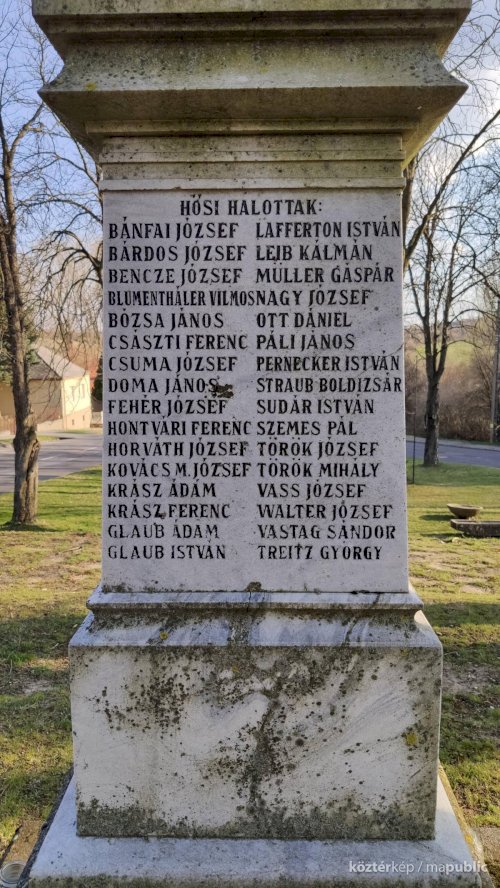 HŐSI HALOTTAK:
BÁNFAI JÓZSEF LAFFERTON ISTVÁN
BÁRDOS JÓZSEF LEIB KÁLMÁN
BENCZE JÓZSEF MÜLLER GÁSPÁR
BLUMENTHÁLER VILMOS NAGY JÓZSEF
BÓZSA JÁNOS OTT DÁNIEL
CSÁSZTI FERENC PÁLI JÁNOS
CSUMA JÓZSEF PERNECKER ISTVÁN
DOMA JÁNOS STRAUB BOLDIZSÁR
FEHÉR JÓZSEF SUDÁR ISTVÁN
HONTVÁRI FERENC SZEMES PÁL
HORVÁTH JÓZSEF TÖRÖK JÓZSEF
KOVÁCS M. JÓZSEF TÖRÖK MIHÁLY
KRÁSZ ÁDÁM VASS JÓZSEF
KRÁSZ FERENC WALTER JÓZSEF
GLAUB ÁDÁM VASTAG SÁNDOR
GLAUB ISTVÁN TREITZ GYÖRGY
köztérkép / mapublic